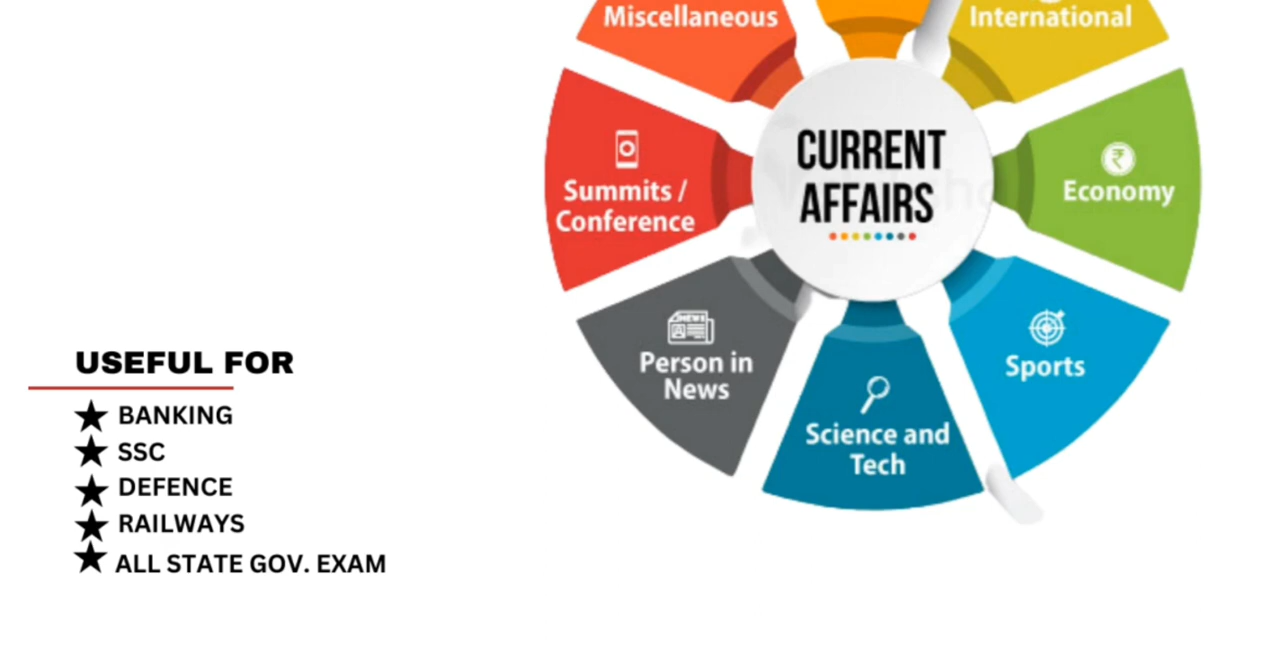 Miscellaneous
International
CURRENT
AFFAIRS
Summits /
Conference
Economy
Person in
News
Sports
Science and
Tech
USEFUL FOR
BANKING
SSC
DEFENCE
RAILWAYS
ALL STATE GOV. EXAM